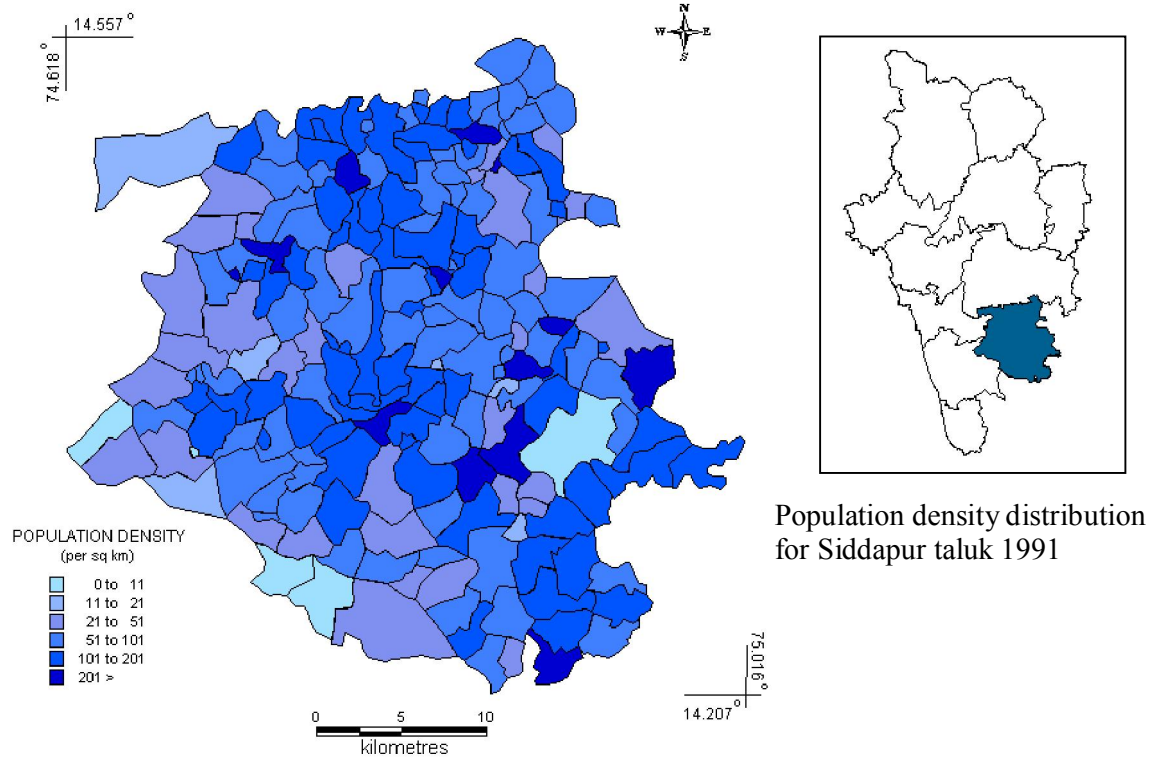 14.557°
74.618°
N
W E
S
Population density distribution
for Siddapur taluk 1991
POPULATION DENSITY
(per sq km)
0 to 11
11 to 21
21 to 51
51 to 101
101 to 201
201 >
75.016°
14.207°
0 5 10
kilometres